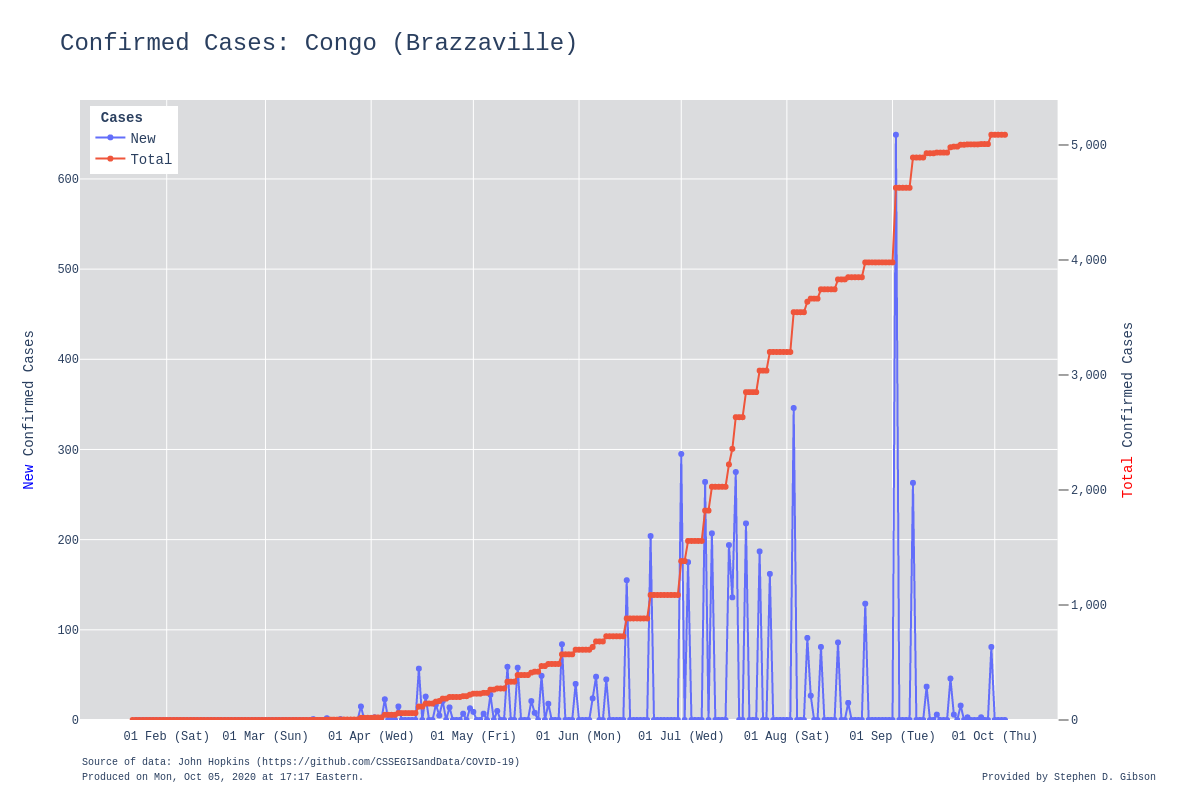 Confirmed Cases: Congo (Brazzaville)
Cases
New
Total
600
500
400
300
200
100
0
5,000
4,000
3,000
2,000
1,000
0
New Confirmed Cases
Total Confirmed Cases
01 Feb (Sat) 01 Mar (Sun) 01 Apr (Wed) 01 May (Fri) 01 Jun (Mon) 01 Jul (Wed) 01 Aug (Sat) 01 Sep (Tue) 01 Oct (Thu)
Source of data: John Hopkins (https://github.com/CSSEGISandData/COVID-19)
Produced on Mon, Oct 05, 2020 at 17:17 Eastern.
Provided by Stephen D. Gibson